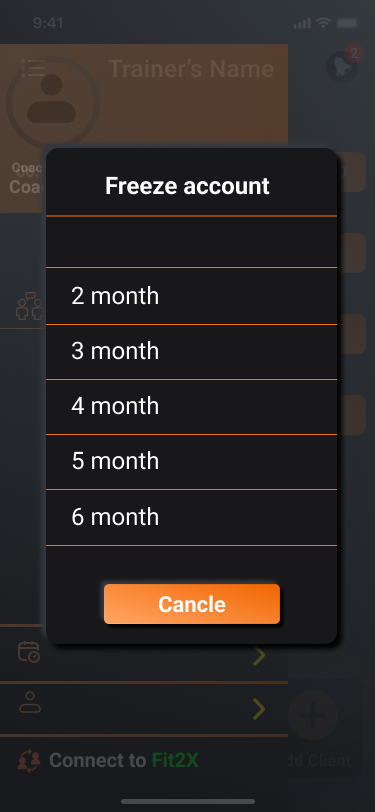 9:41
Trainer's Name
2
Coac
Coa
Freeze account
2 month
3 month
4 month
5 month
6 month
Cancle
Connect to Fit2X
dd Client